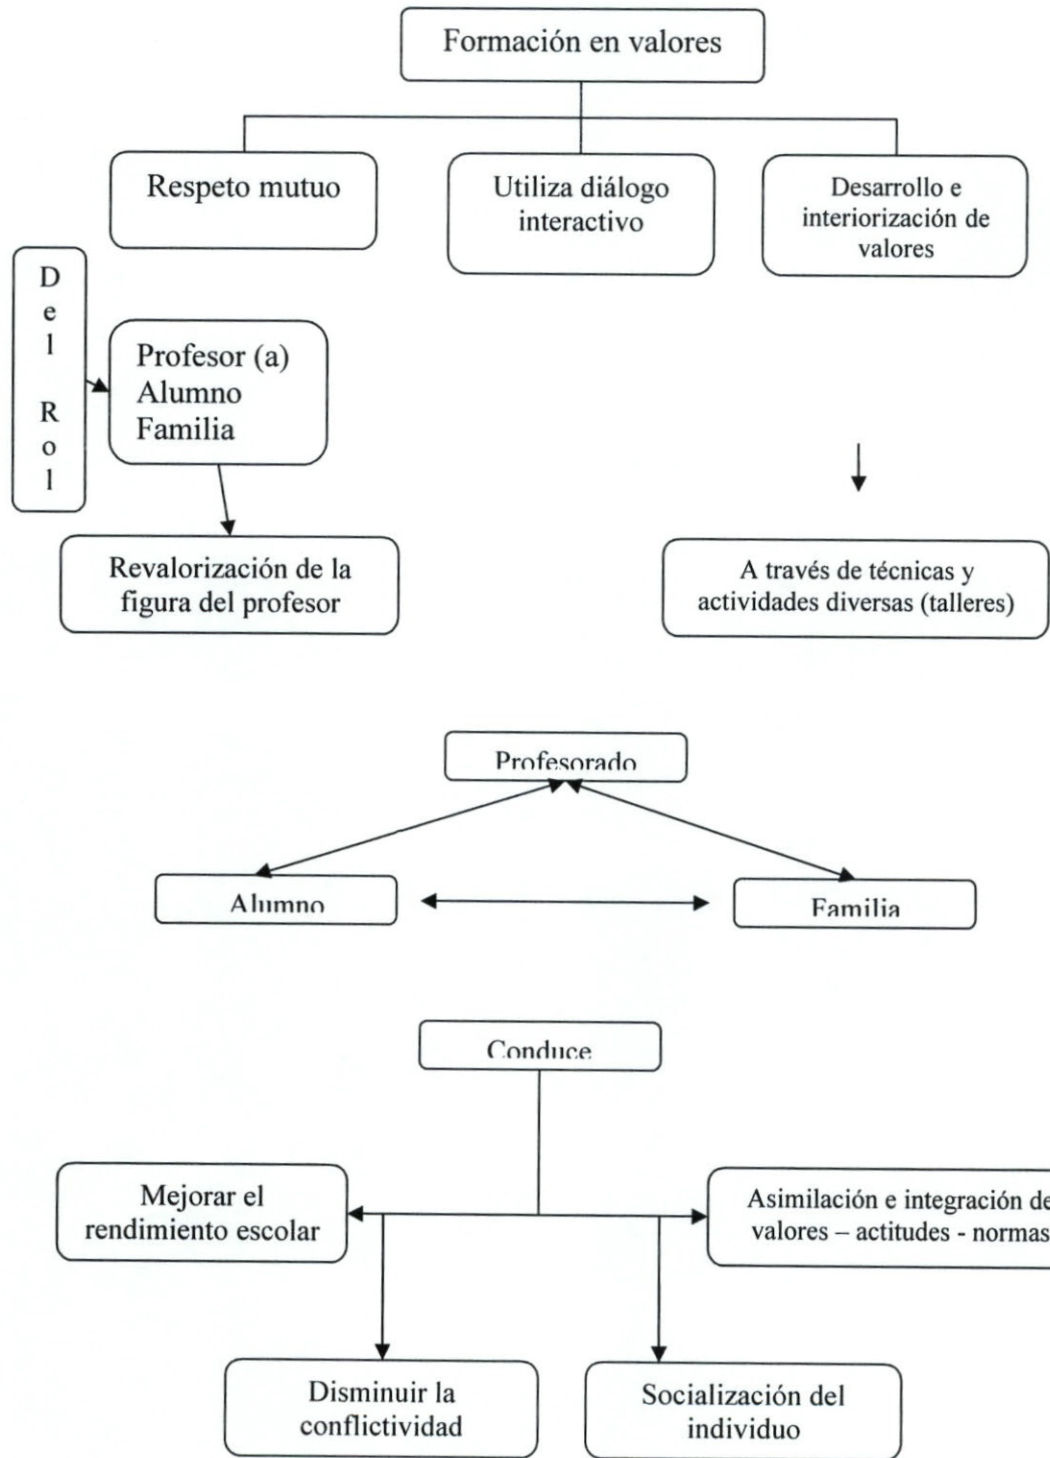 Formación en valores
Respeto mutuo
Utiliza diálogo
interactivo
Desarrollo e
interiorización de
valores
Del Rol
Profesor (a)
Alumno
Familia
Revalorización de la
figura del profesor
A través de técnicas y
actividades diversas (talleres)
Profesorado
Alumno
Familia
Conduce
Mejorar el
rendimiento escolar
Asimilación e integración de
valores – actitudes - normas
Disminuir la
conflictividad
Socialización del
individuo